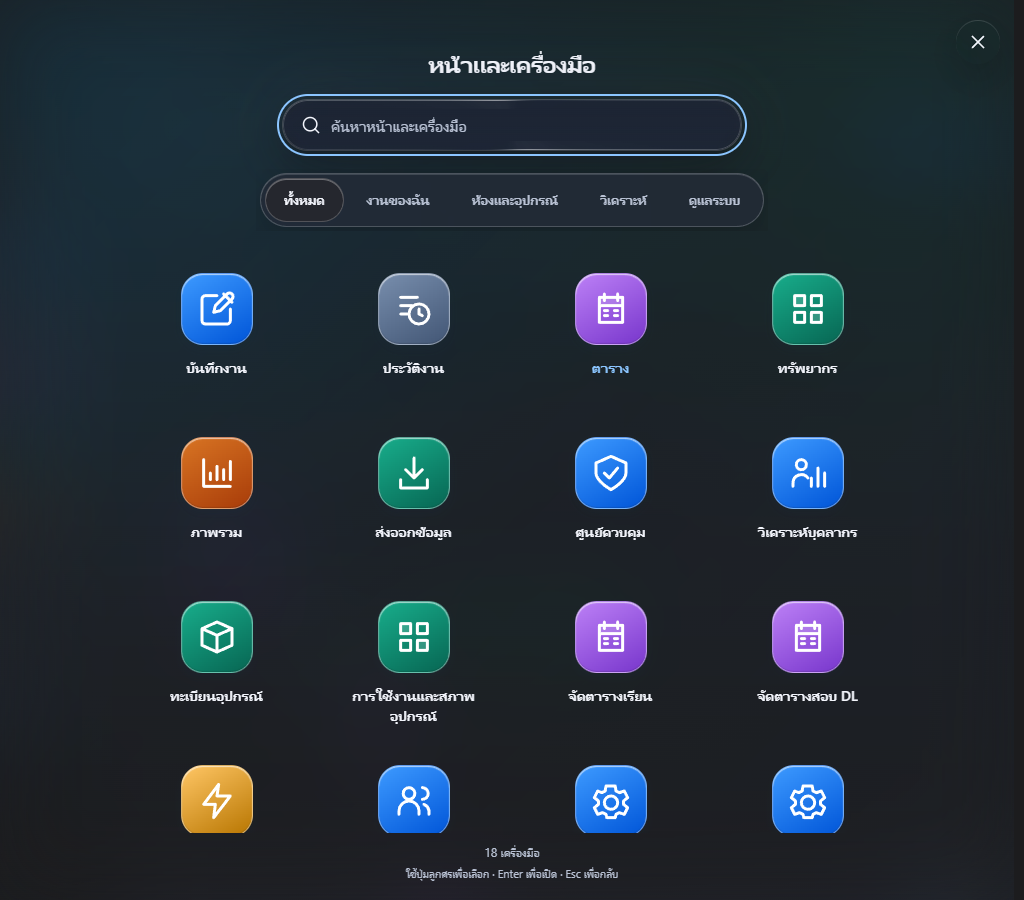 หน้าและเครื่องมือ
ค้นหาหน้าและเครื่องมือ
ทั้งหมด งานของฉัน ห้องและอุปกรณ์ วิเคราะห์ ดูแลระบบ
บันทึกงาน ประวัติงาน ตาราง ทรัพยากร
ภาพรวม ส่งออกข้อมูล ศูนย์ควบคุม วิเคราะห์บุคลากร
ทะเบียนอุปกรณ์ การใช้งานและสภาพ จัดตารางเรียน จัดตารางสอบ DL
อุปกรณ์
18 เครื่องมือ
ใช้ปุ่มลูกศรเพื่อเลือก · Enter เพื่อเปิด · Esc เพื่อกลับ